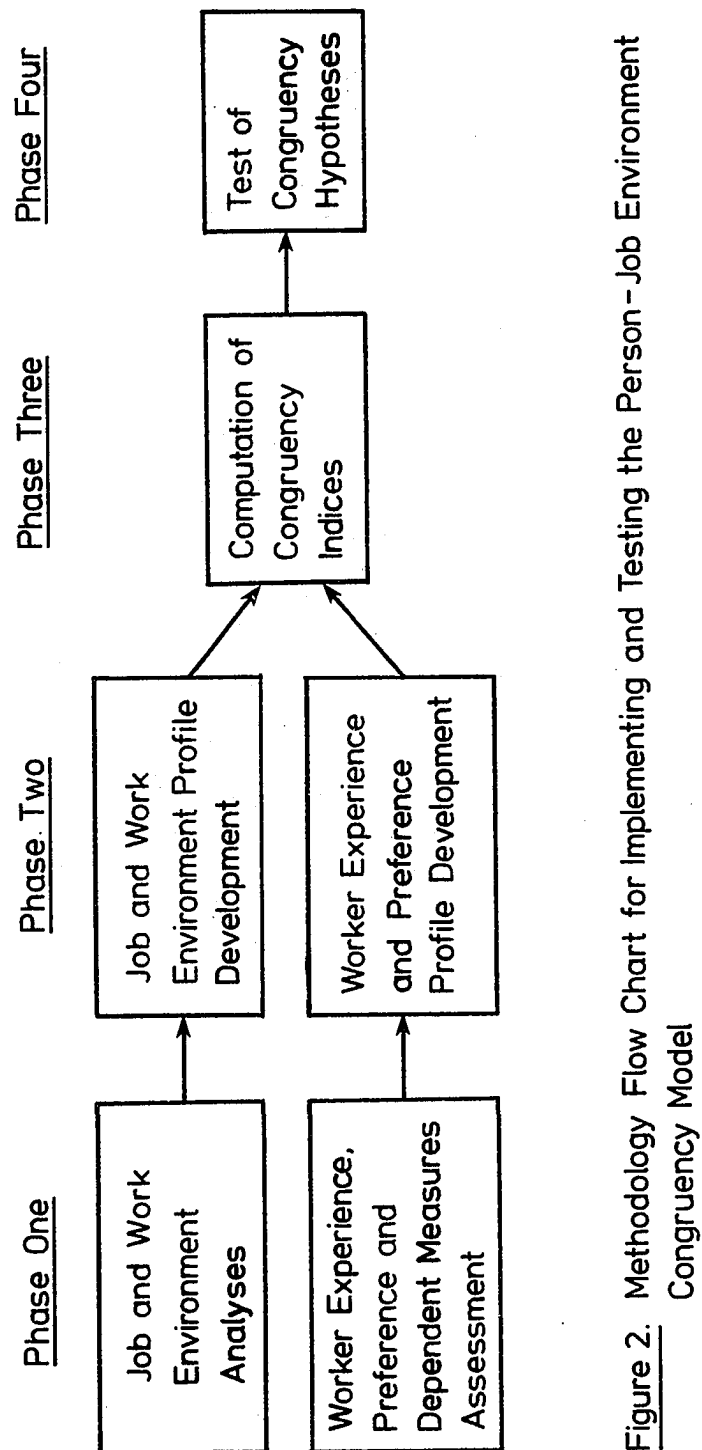 Phase One
Phase Two
Phase Three
Phase Four
Job and Work
Environment
Analyses
Worker Experience,
Preference and
Dependent Measures
Assessment
Job and Work
Environment Profile
Development
Worker Experience
and Preference
Profile Development
Computation of
Congruency
Indices
Test of
Congruency
Hypotheses
Figure 2. Methodology Flow Chart for Implementing and Testing the Person-Job Environment
Congruency Model